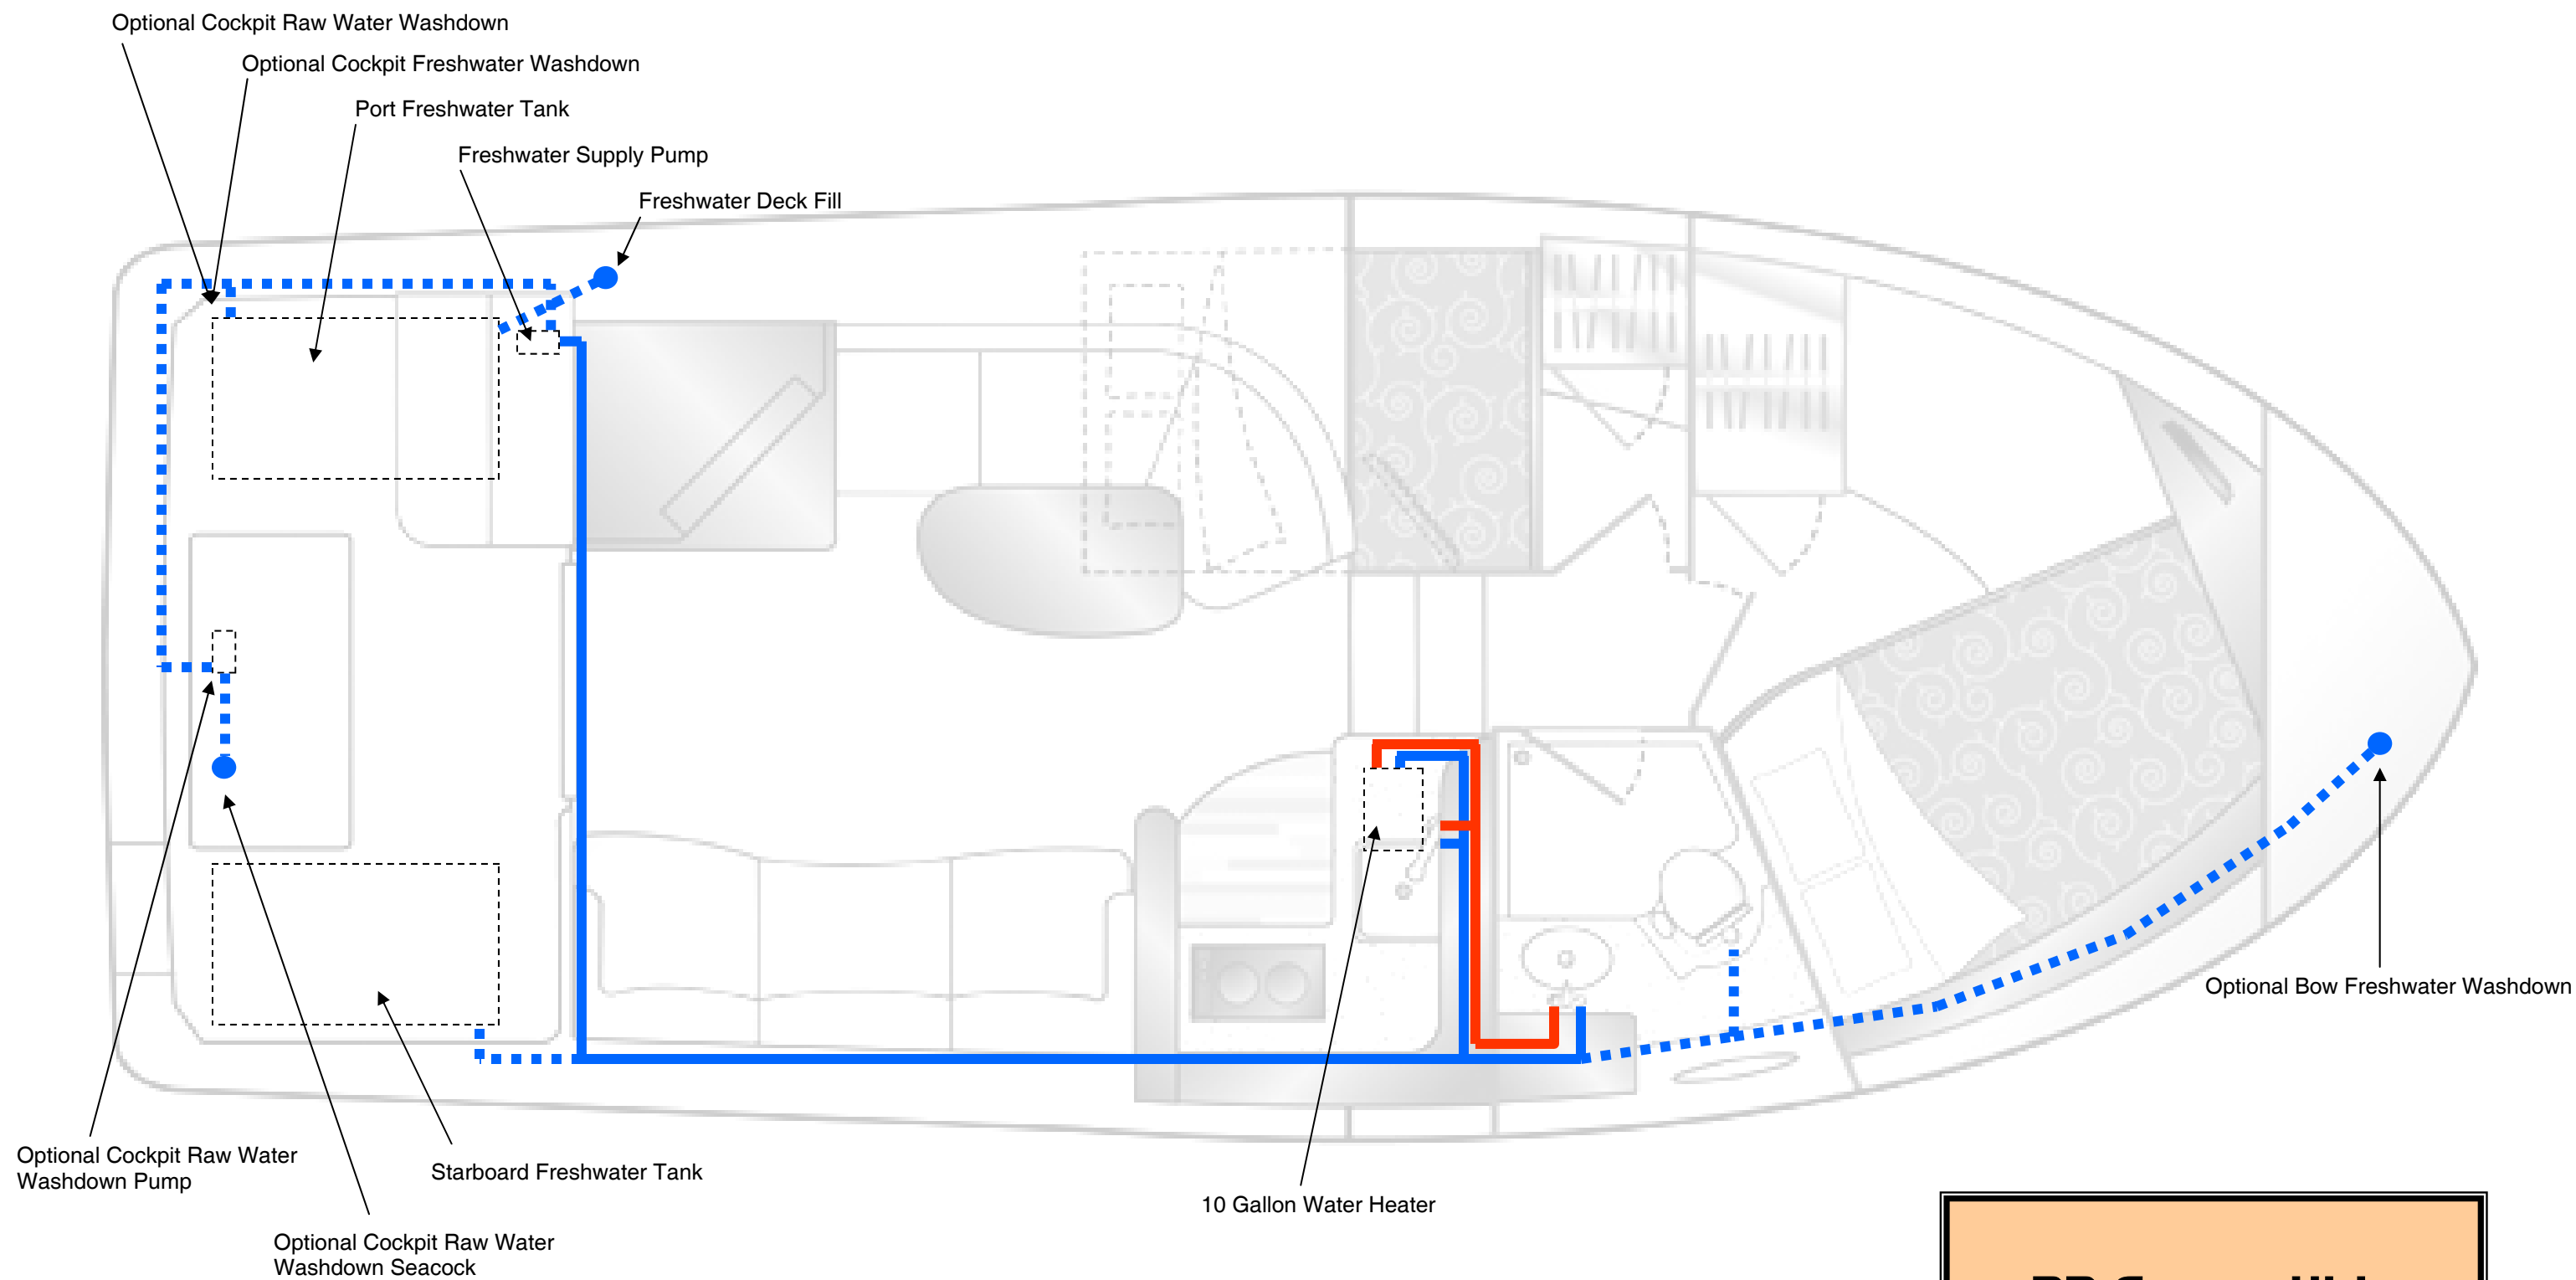 Optional Cockpit Raw Water Washdown
Optional Cockpit Freshwater Washdown
Port Freshwater Tank
Freshwater Supply Pump
Freshwater Deck Fill
Optional Bow Freshwater Washdown
Optional Cockpit Raw Water
Washdown Pump
Starboard Freshwater Tank
10 Gallon Water Heater
Optional Cockpit Raw Water
Washdown Seacock